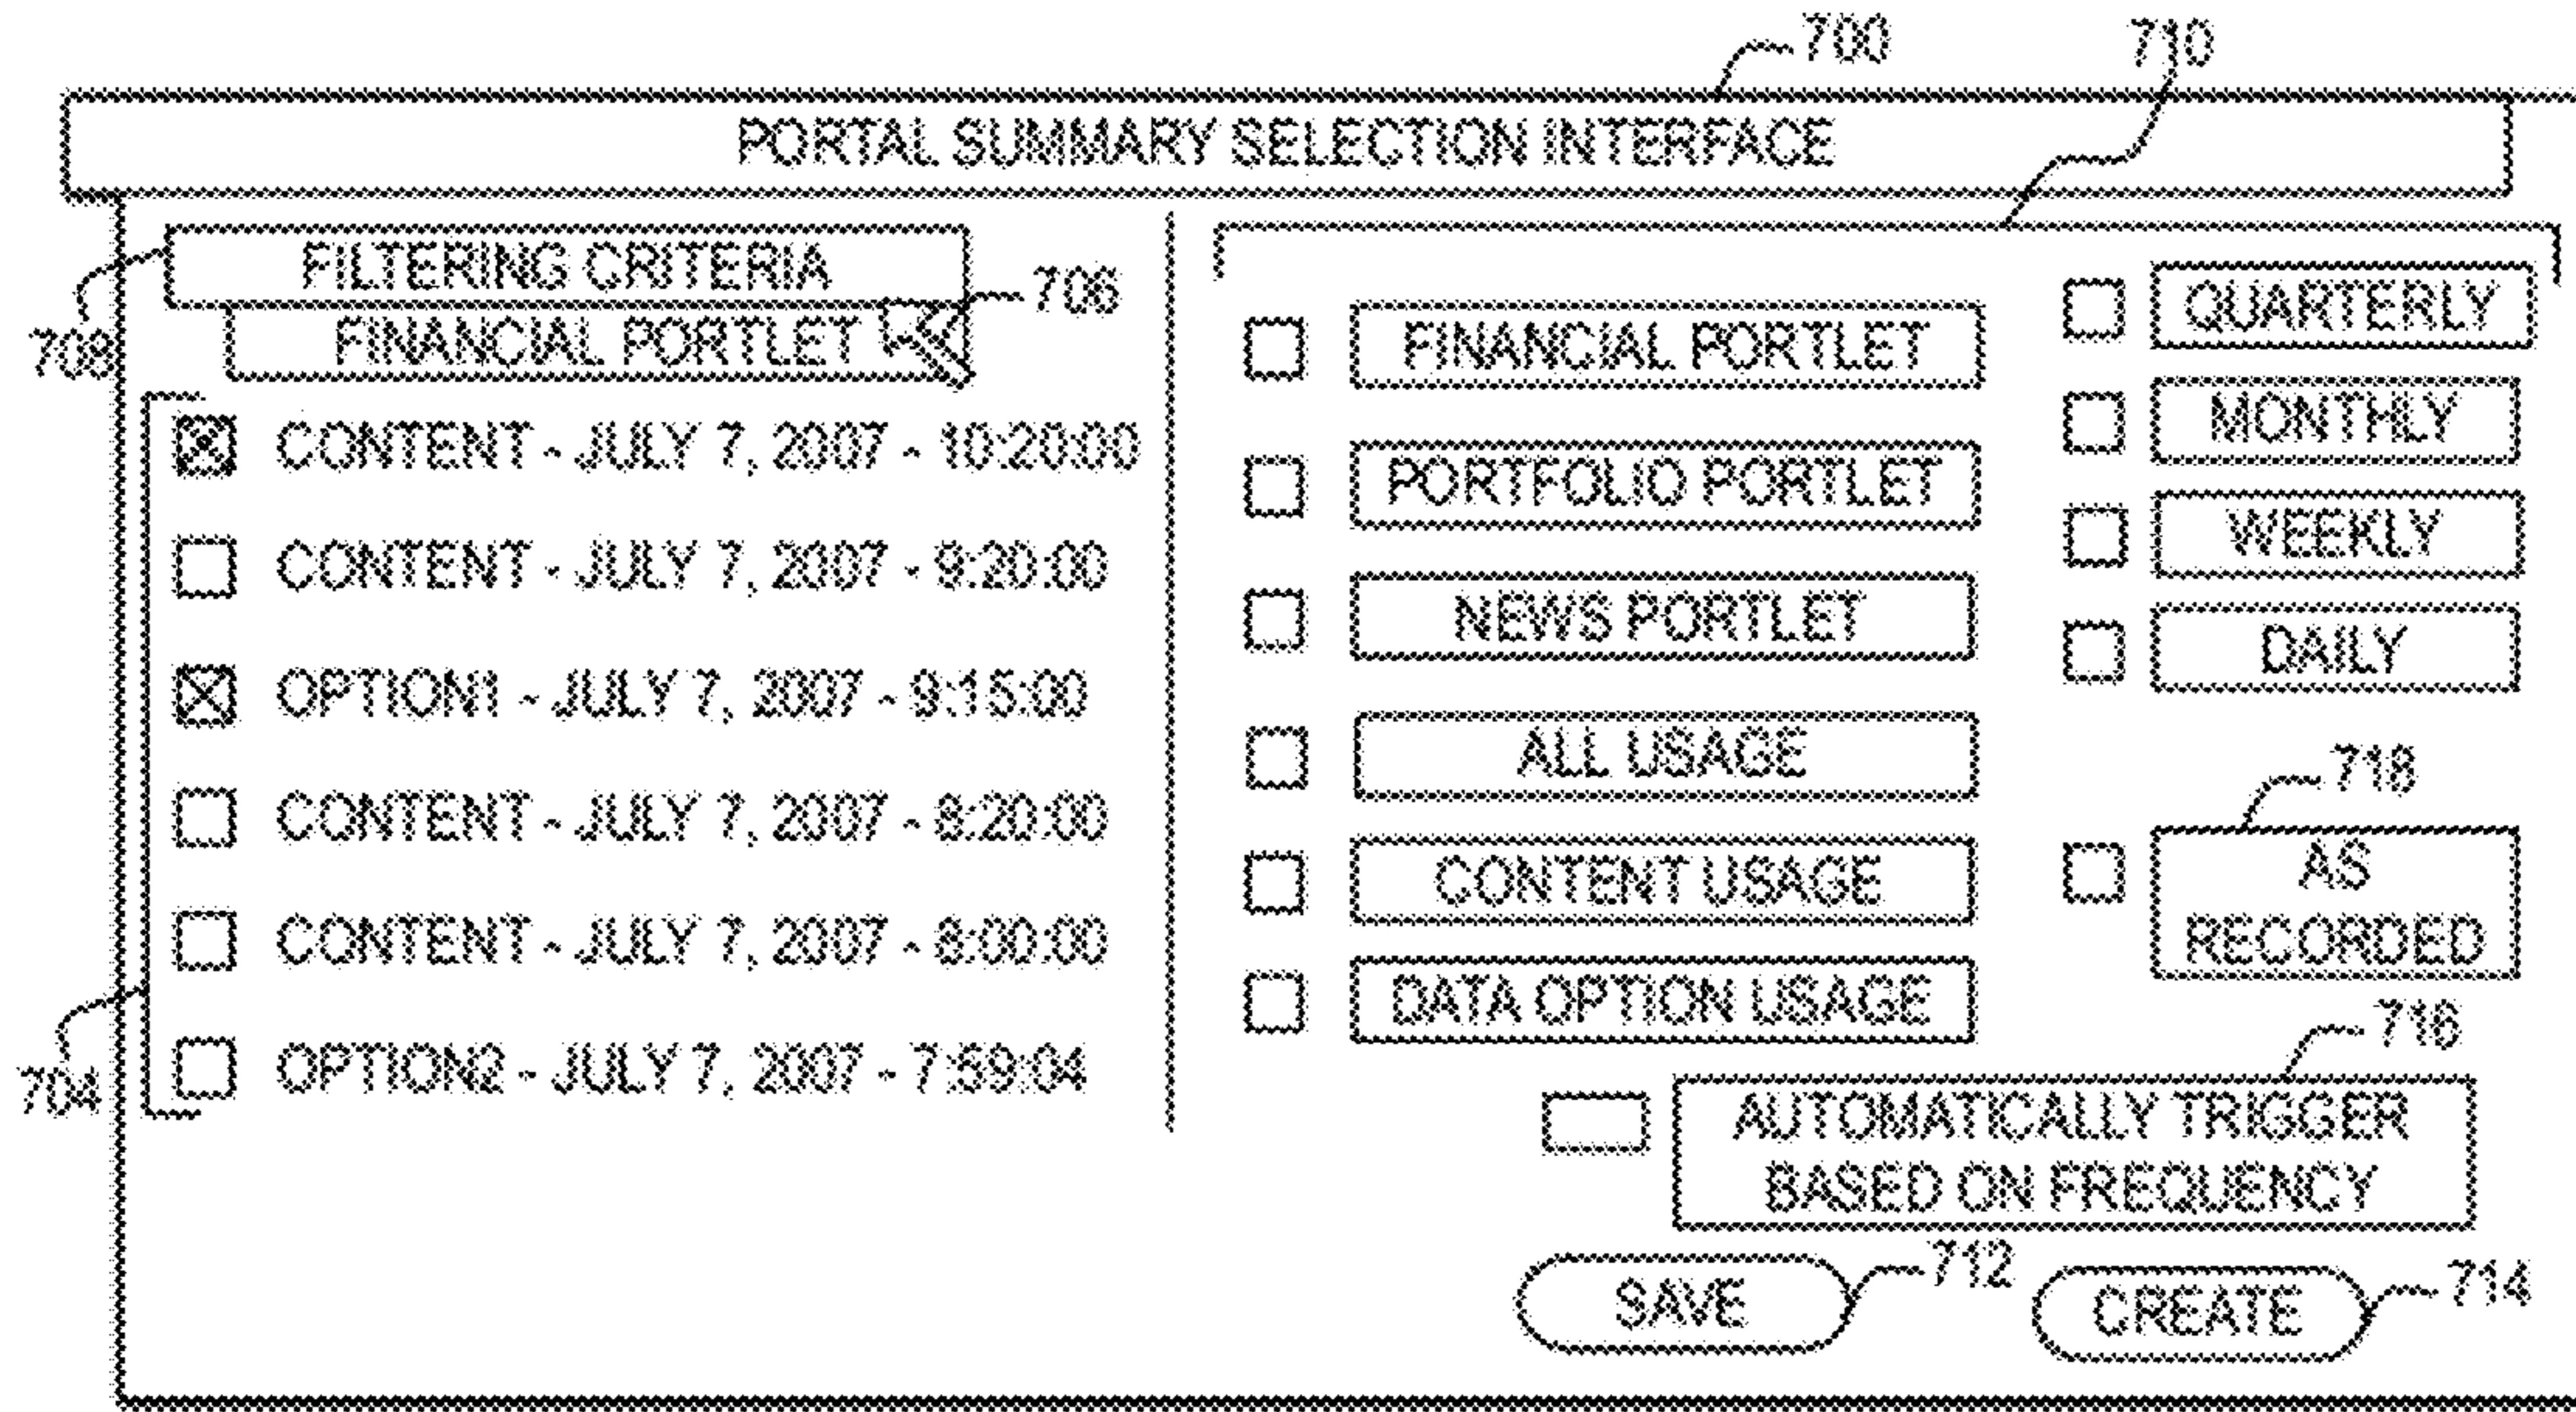 700
710
PORTAL SUMMARY SELECTION INTERFACE
FILTERING CRITERIA
706
FINANCIAL PORTLET
708
CONTENT - JULY 7, 2007 - 10:20:00
CONTENT - JULY 7, 2007 - 9:20:00
OPTION1 - JULY 7, 2007 - 9:15:00
CONTENT - JULY 7, 2007 - 8:20:00
CONTENT - JULY 7, 2007 - 8:00:00
OPTION2 - JULY 7, 2007 - 7:59:04
704
FINANCIAL PORTLET
PORTFOLIO PORTLET
NEWS PORTLET
ALL USAGE
CONTENT USAGE
DATA OPTION USAGE
QUARTERLY
MONTHLY
WEEKLY
DAILY
718
AS
RECORDED
716
AUTOMATICALLY TRIGGER
BASED ON FREQUENCY
SAVE
712
CREATE
714